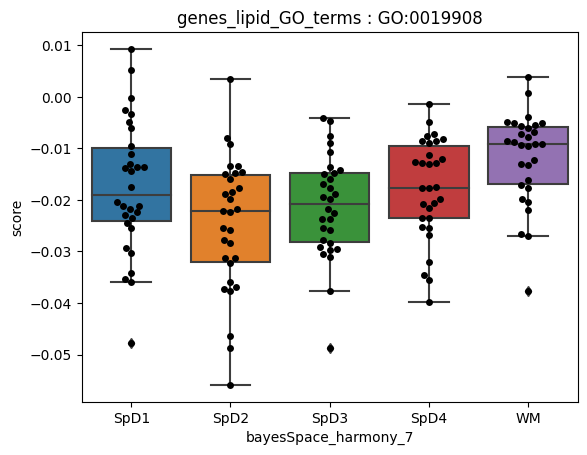 genes_lipid_GO_terms : GO:0019908
0.01
0.00
−0.01
−0.02
−0.03
−0.04
−0.05
score
SpD1 SpD2 SpD3 SpD4 WM
bayesSpace_harmony_7